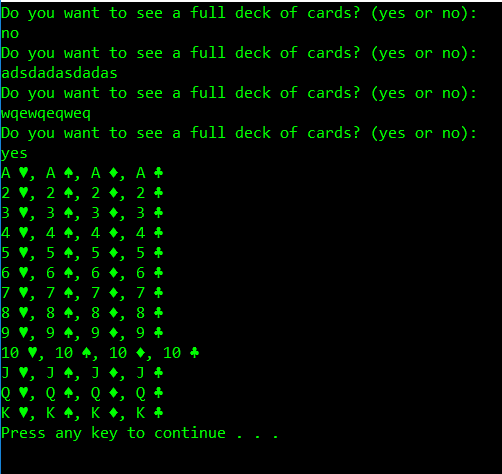 Do you want to see a full deck of cards? (yes or no):
no
Do you want to see a full deck of cards? (yes or no):
adsdadasdadas
Do you want to see a full deck of cards? (yes or no):
wqewqeqweq
Do you want to see a full deck of cards? (yes or no):
yes
A ♥, A ♠, A ♦, A ♣
2 ♥, 2 ♠, 2 ♦, 2 ♣
3 ♥, 3 ♠, 3 ♦, 3 ♣
4 ♥, 4 ♠, 4 ♦, 4 ♣
5 ♥, 5 ♠, 5 ♦, 5 ♣
6 ♥, 6 ♠, 6 ♦, 6 ♣
7 ♥, 7 ♠, 7 ♦, 7 ♣
8 ♥, 8 ♠, 8 ♦, 8 ♣
9 ♥, 9 ♠, 9 ♦, 9 ♣
10 ♥, 10 ♠, 10 ♦, 10 ♣
J ♥, J ♠, J ♦, J ♣
Q ♥, Q ♠, Q ♦, Q ♣
K ♥, K ♠, K ♦, K ♣
Press any key to continue . . .